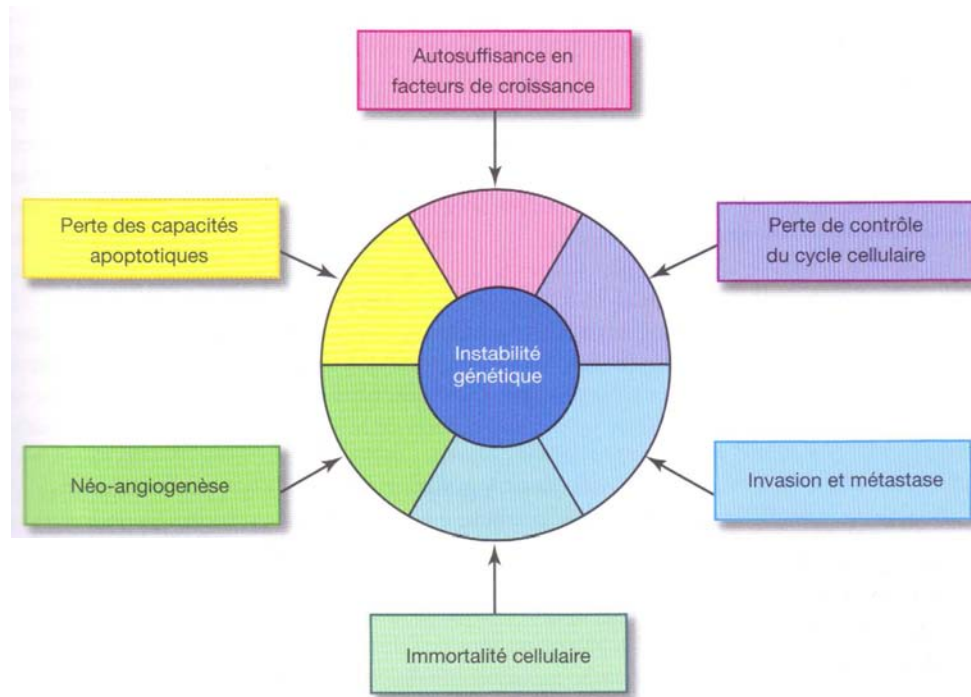 Autosuffisance en
facteurs de croissance
Perte des capacités
apoptotiques
Perte de contrôle
du cycle cellulaire
Instabilité
génétique
Néo-angiogenèse
Invasion et métastase
Immortalité cellulaire